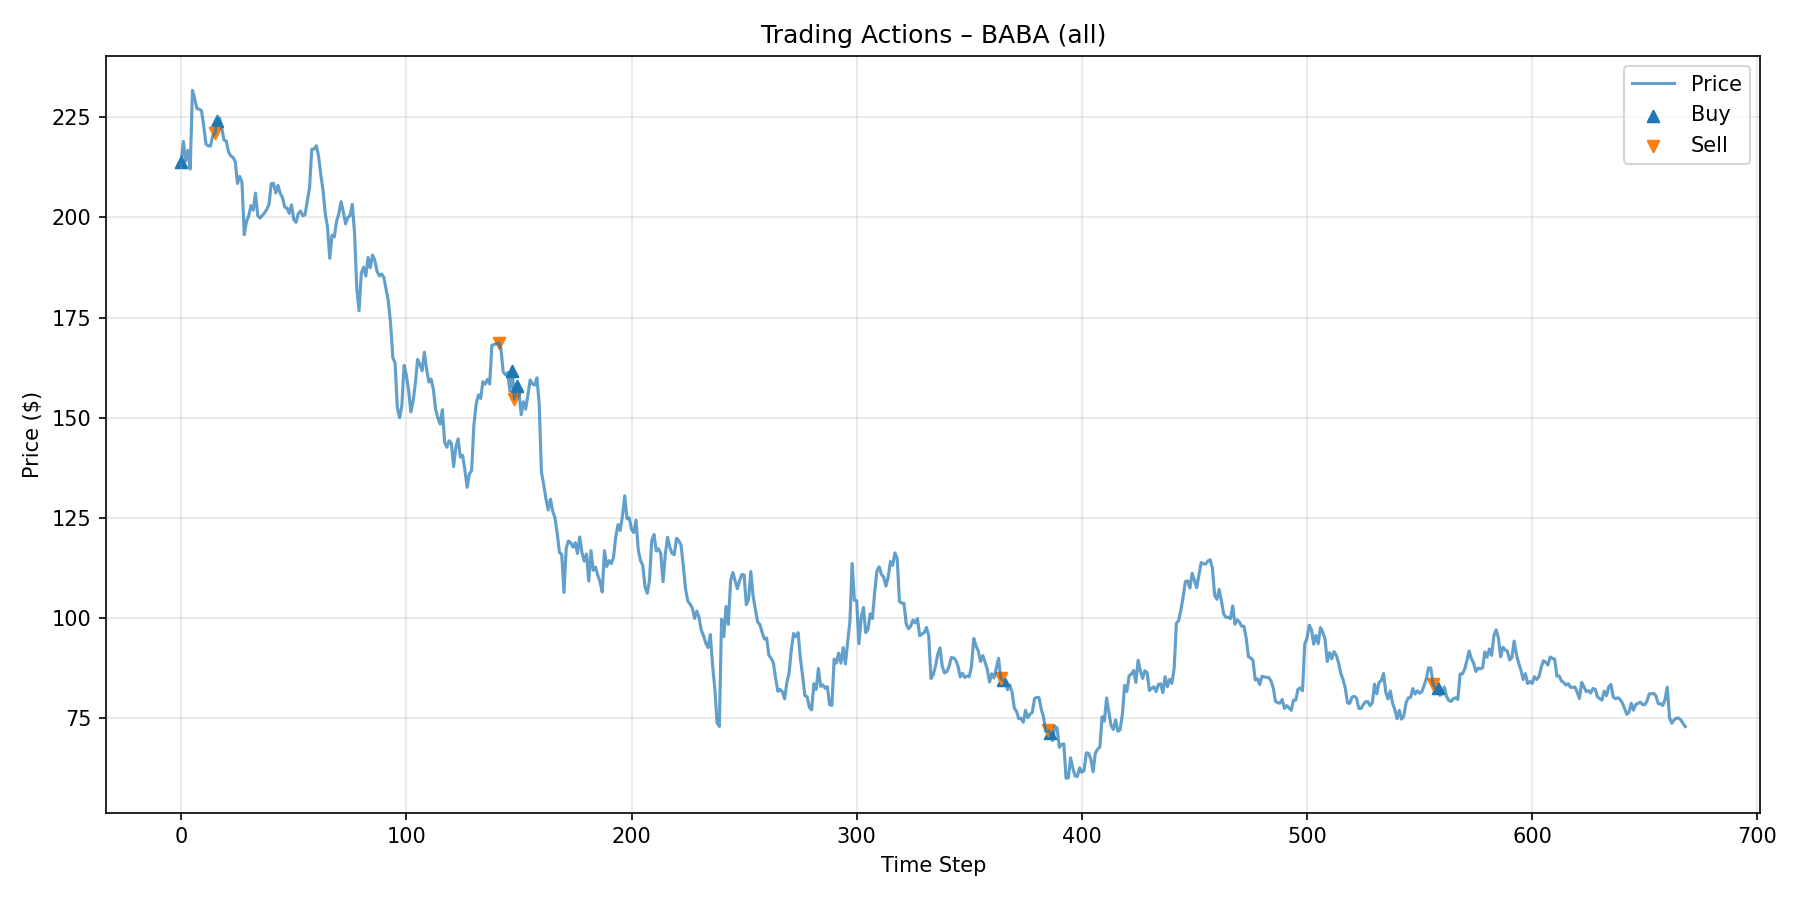 Trading Actions – BABA (all)
Price
Buy
Sell
Price ($)
225
200
175
150
125
100
75
0 100 200 300 400 500 600 700
Time Step